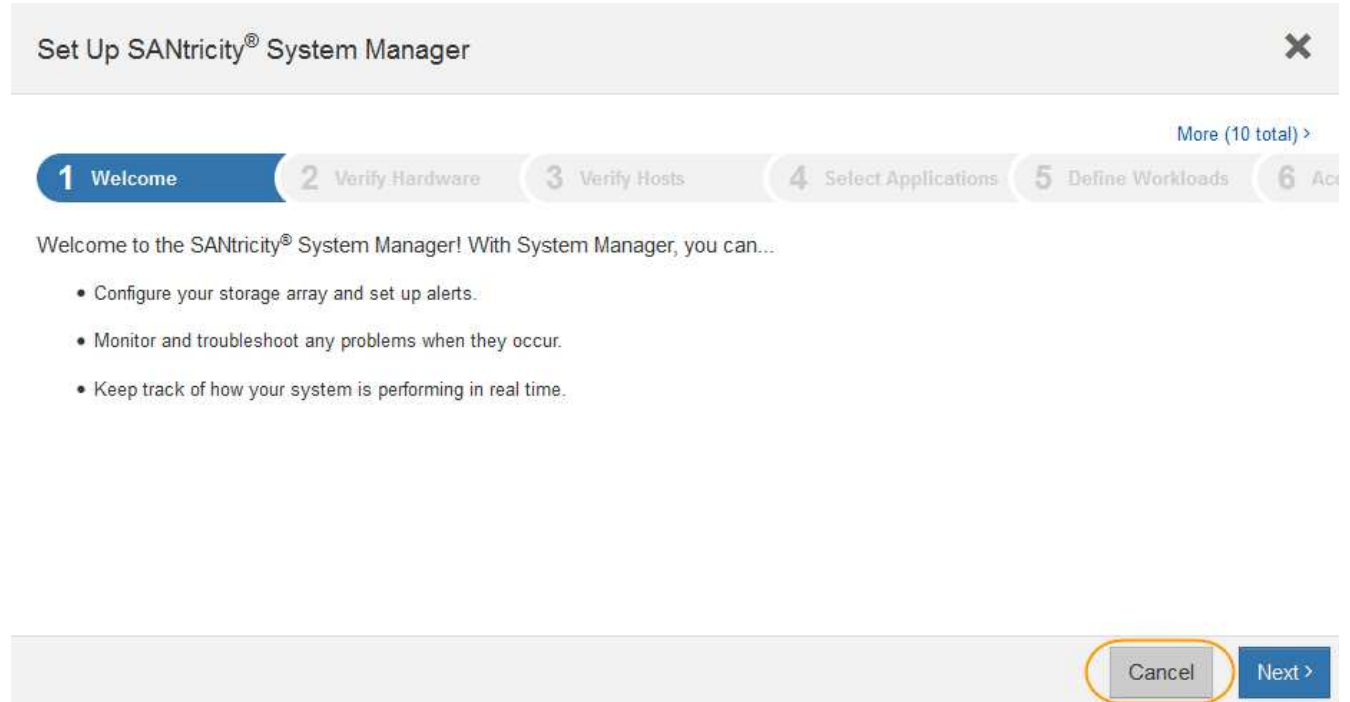 Set Up SANtricity® System Manager
More (10 total) >
1 Welcome 2 Verify Hardware 3 Verify Hosts 4 Select Applications 5 Define Workloads 6
Welcome to the SANtricity® System Manager! With System Manager, you can...
• Configure your storage array and set up alerts.
• Monitor and troubleshoot any problems when they occur.
• Keep track of how your system is performing in real time.
Cancel Next >